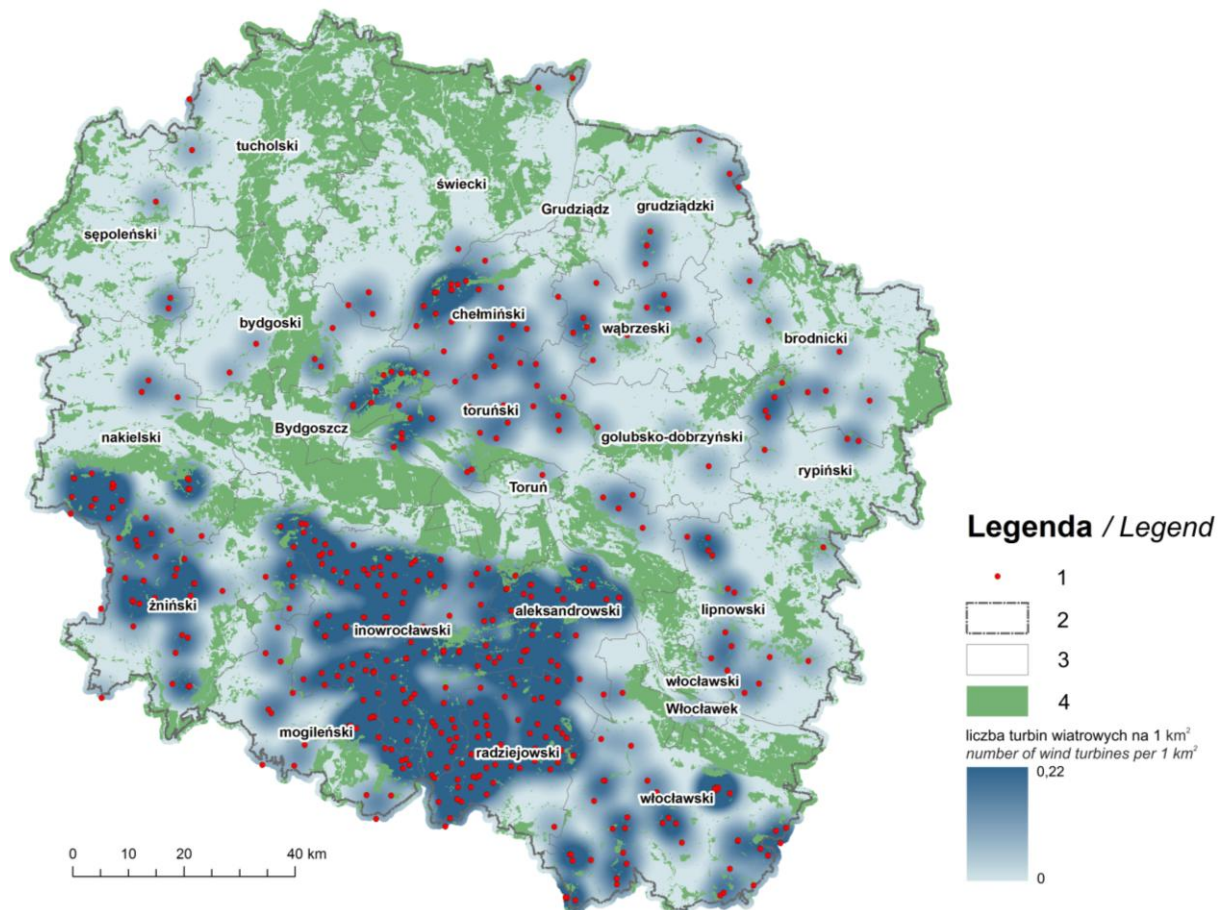 tucholski
świecki
Grudziądz
grudziądzki
sępoleński
chełmiński
bydgoski
wąbrzeski
brodnicki
toruński
Bydgoszcz
nakielski
golubsko-dobrzyński
rypiński
Toruń
żniński
aleksandrowski
lipnowski
inowrocławski
włocławski
Włocławek
mogileński
radziejowski
włocławski
0 10 20 40 km
Legenda / Legend
1
2
3
4
liczba turbin wiatrowych na 1 km²
number of wind turbines per 1 km²
0,22
0